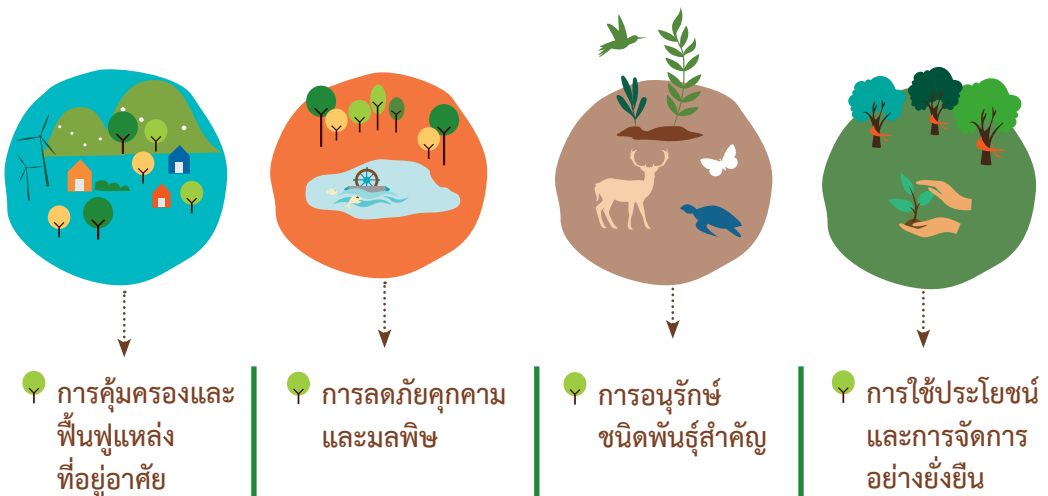 การคุ้มครองและ
ฟื้นฟูแหล่ง
ที่อยู่อาศัย
การลดภัยคุกคาม
และมลพิษ
การอนุรักษ์
ชนิดพันธุ์สำคัญ
การใช้ประโยชน์
และการจัดการ
อย่างยั่งยืน